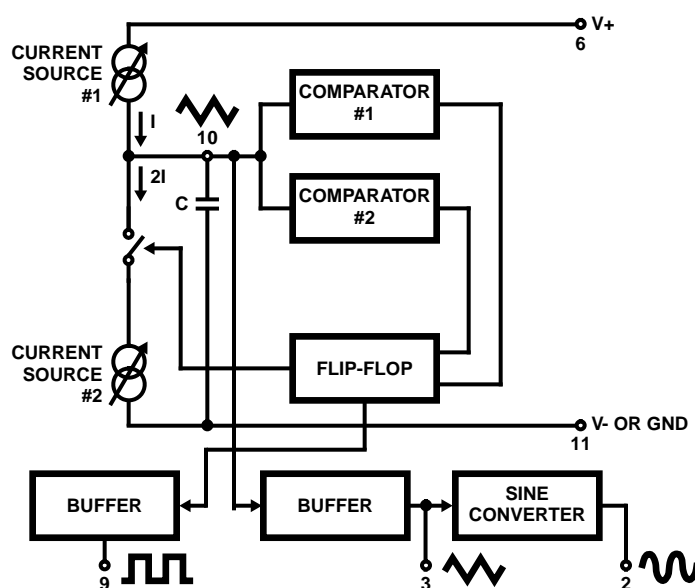 V+
6
CURRENT
SOURCE
#1
I
10
COMPARATOR
#1
2I
C
COMPARATOR
#2
CURRENT
SOURCE
#2
FLIP-FLOP
V- OR GND
11
BUFFER
BUFFER
SINE
CONVERTER
9
3
2